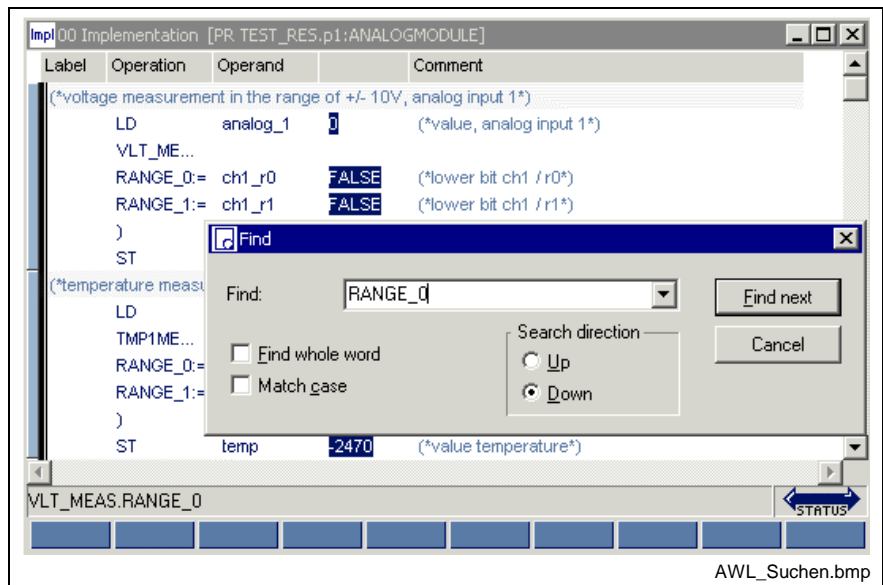 Impl 00 Implementation [PR TEST_RES.p1:ANALOGMODULE]
Label Operation Operand Comment
(*voltage measurement in the range of +/- 10V, analog input 1*)
LD analog_1 0 (*value, analog input 1*)
VLT_ME...
RANGE_0:= ch1_r0 FALSE (*lower bit ch1 / r0*)
RANGE_1:= ch1_r1 FALSE (*lower bit ch1 / r1*)
)
ST
Find
(*temperature measu
Find: RANGE_0 Find next
LD
Search direction
Cancel
TMP1ME...
Find whole word
Up
RANGE_0:=
Match case
Down
RANGE_1:=
)
ST temp -2470 (*value temperature*)
VLT_MEAS.RANGE_0
STATUS
AWL_Suchen.bmp